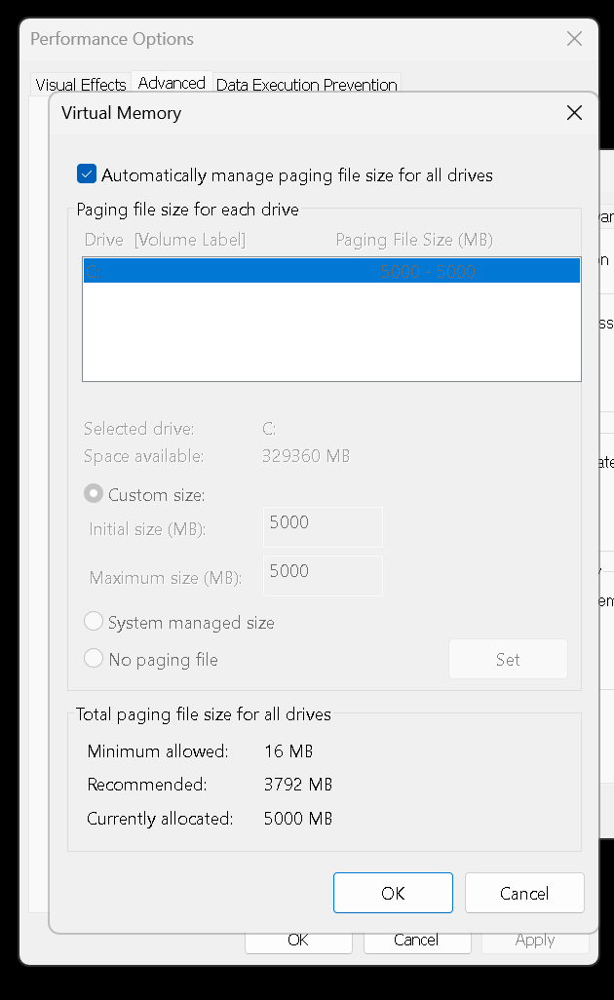 Performance Options
Visual Effects Advanced Data Execution Prevention
Virtual Memory
Automatically manage paging file size for all drives
Paging file size for each drive
Drive [Volume Label] Paging File Size (MB)
C: 5000 - 5000
Selected drive: C:
Space available: 329360 MB
Custom size:
Initial size (MB): 5000
Maximum size (MB): 5000
System managed size
No paging file Set
Total paging file size for all drives
Minimum allowed: 16 MB
Recommended: 3792 MB
Currently allocated: 5000 MB
OK Cancel
OK Cancel Apply